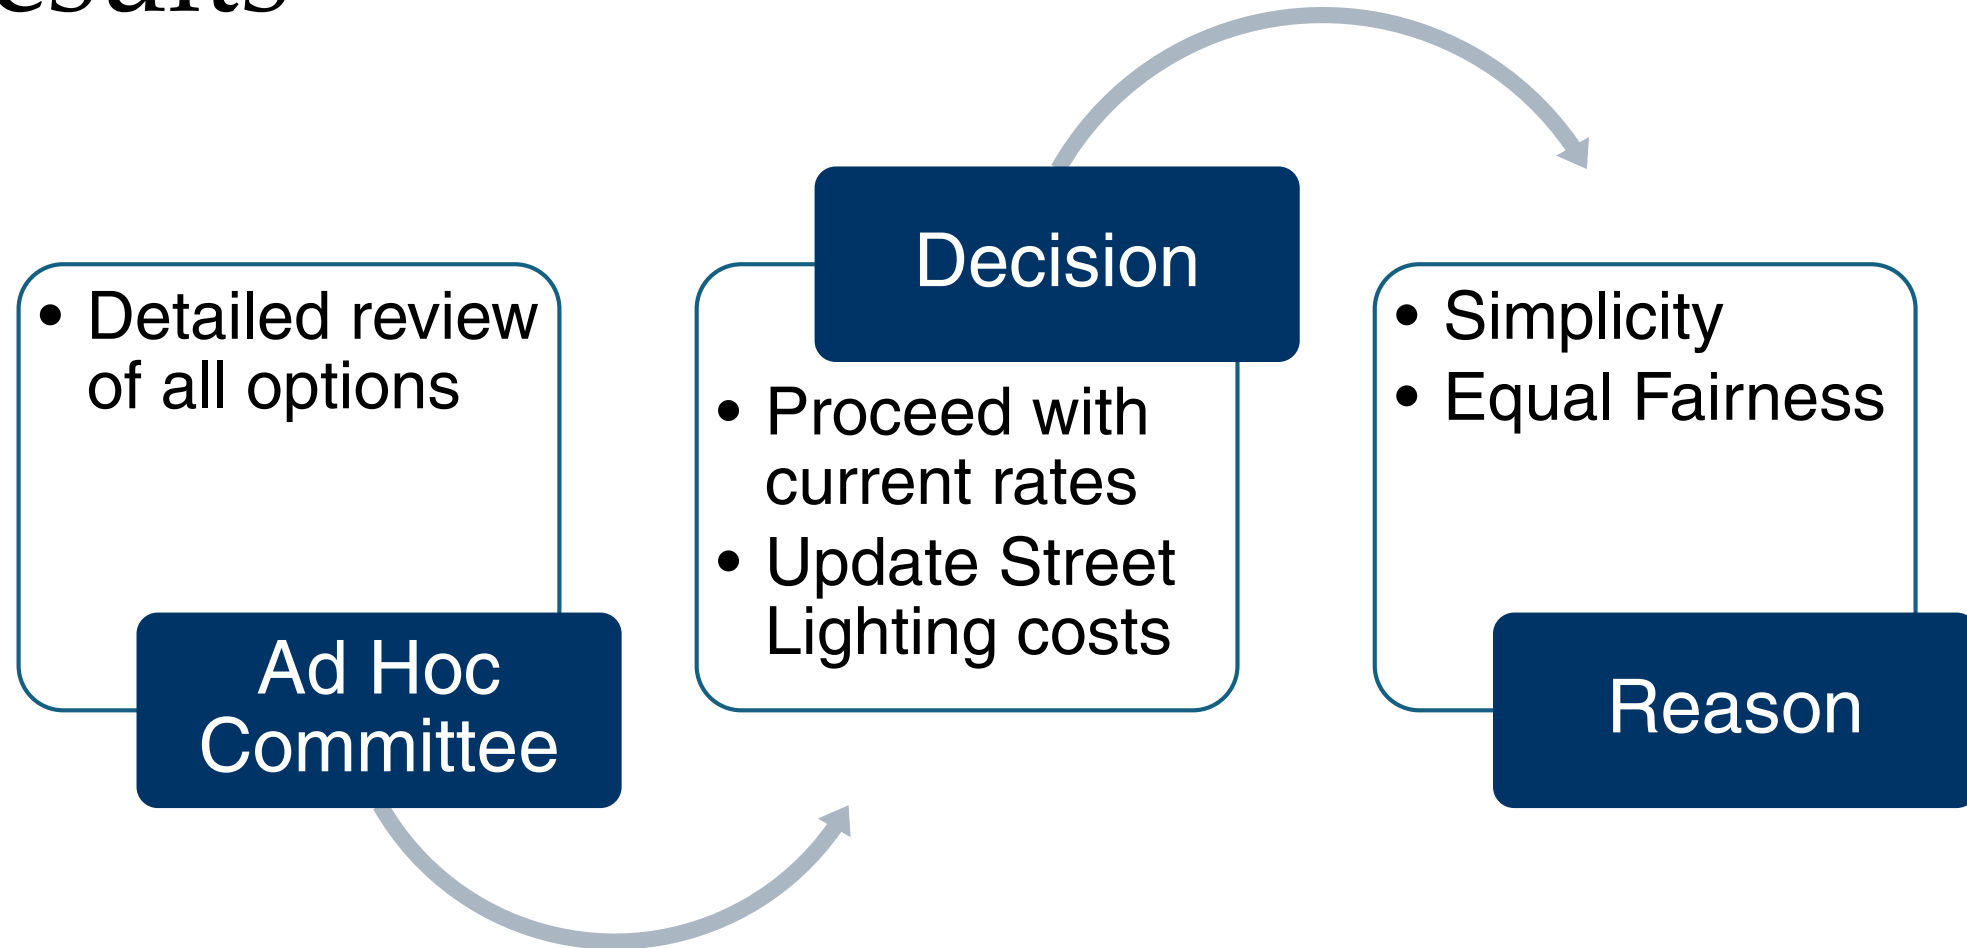 • Detailed review
of all options
Ad Hoc
Committee
Decision
• Proceed with
current rates
• Update Street
Lighting costs
• Simplicity
• Equal Fairness
Reason